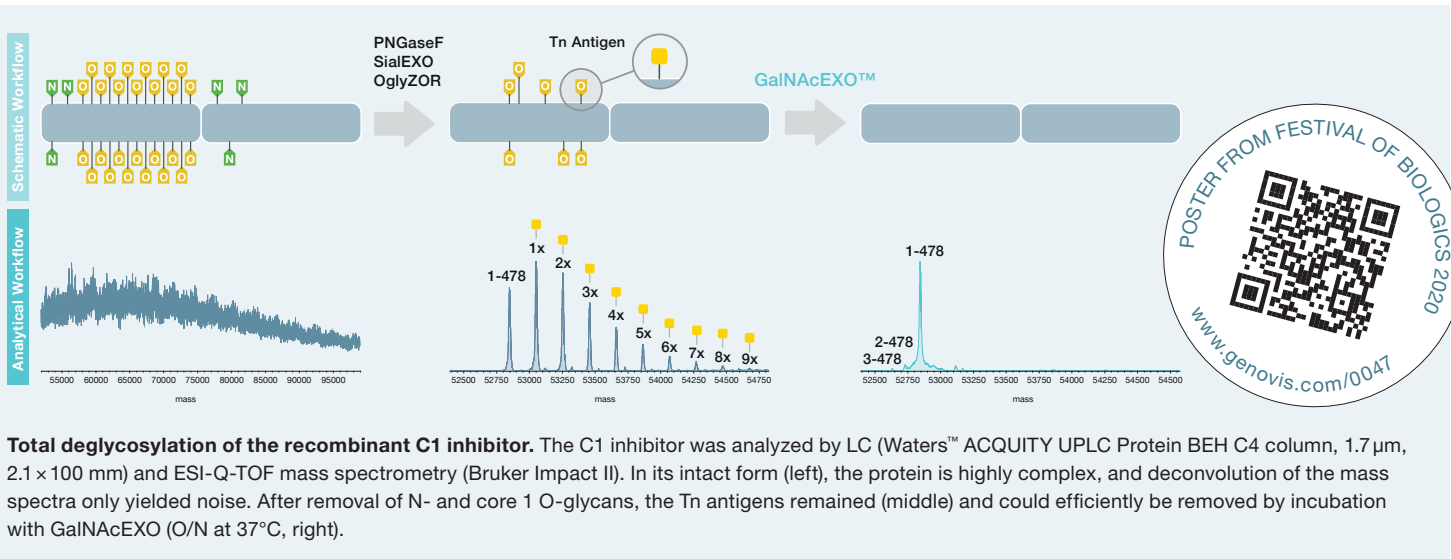 Schematic Workflow
N N O O O O O O O O O O O O O N N
N O O O O O O O O O O O O O N
PNGaseF
SialEXO
OglyZOR
Tn Antigen
O O O O
O O O
GalNAcEXO™
Analytical Workflow
55000 60000 65000 70000 75000 80000 85000 90000 95000
mass
1-478 1x 2x 3x 4x 5x 6x 7x 8x 9x
52500 52750 53000 53250 53500 53750 54000 54250 54500 54750
mass
1-478
2-478
3-478
52500 52750 53000 53250 53500 53750 54000 54250 54500 54500
mass
POSTER FROM FESTIVAL OF BIOLOGICS 2020
www.genovis.com/0047
Total deglycosylation of the recombinant C1 inhibitor. The C1 inhibitor was analyzed by LC (Waters™ ACQUITY UPLC Protein BEH C4 column, 1.7 µm,
2.1 × 100 mm) and ESI-Q-TOF mass spectrometry (Bruker Impact II). In its intact form (left), the protein is highly complex, and deconvolution of the mass
spectra only yielded noise. After removal of N- and core 1 O-glycans, the Tn antigens remained (middle) and could efficiently be removed by incubation
with GalNAcEXO (O/N at 37°C, right).